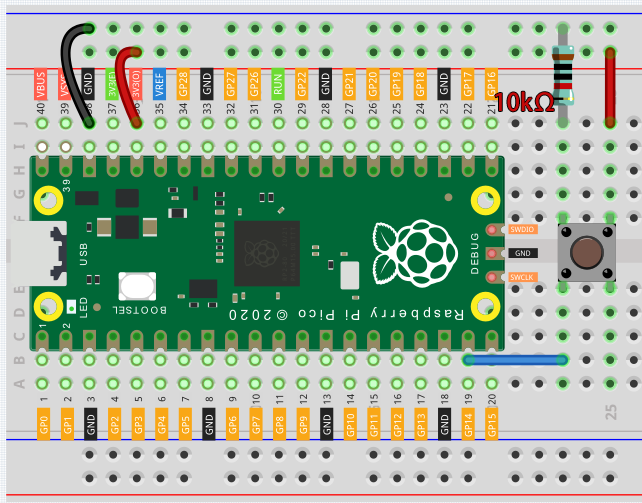 10kΩ
VBUS
VSYS
GND
3V3(E)
3V3(O)
VREF
GP28
GND
GP27
GP26
RUN
GP22
GND
GP21
GP20
GP19
GP18
GND
GP17
GP16
40 39 38 37 36 35 34 33 32 31 30 29 28 27 26 25 24 23 22 21
J
I
H
G
F
39
USB
DEBUG
SWDIO
GND
SWCLK
LED
BOOTSEL
Raspberry Pi Pico ©2020
1
2
E
D
C
B
A
1 2 3 4 5 6 7 8 9 10 11 12 13 14 15 16 17 18 19 20
25
GP0
GP1
GND
GP2
GP3
GP4
GP5
GND
GP6
GP7
GP8
GP9
GND
GP10
GP11
GP12
GP13
GND
GP14
GP15